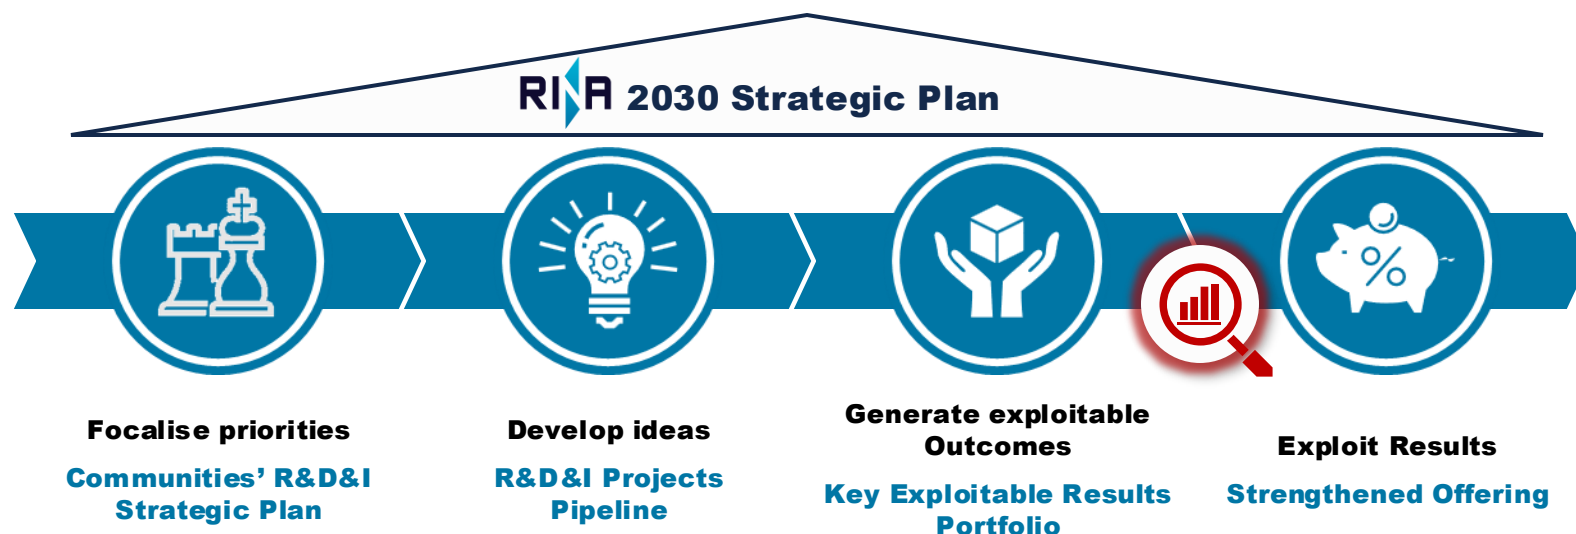 RINA 2030 Strategic Plan
Focalise priorities
Communities’ R&D&I
Strategic Plan
Develop ideas
R&D&I Projects
Pipeline
Generate exploitable
Outcomes
Key Exploitable Results
Portfolio
Exploit Results
Strengthened Offering
%